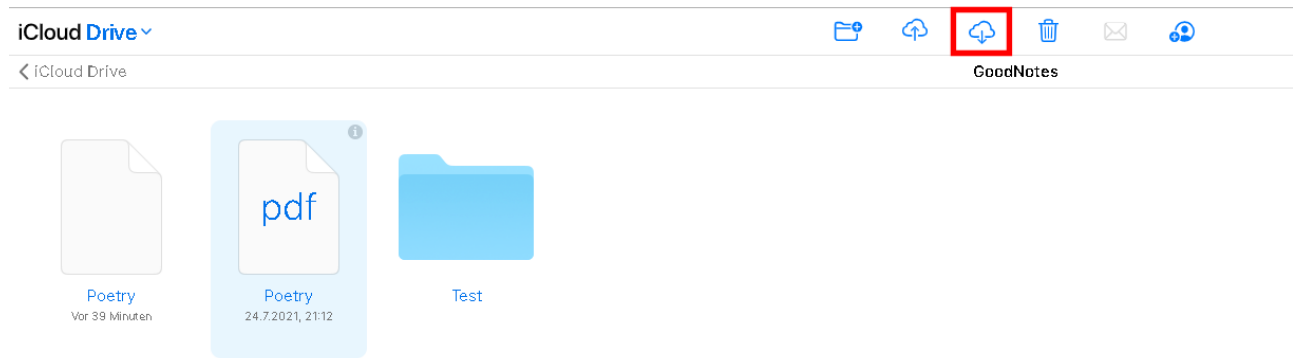 iCloud Drive
iCloud Drive
GoodNotes
pdf
Poetry
Vor 39 Minuten
Poetry
24.7.2021, 21:12
Test